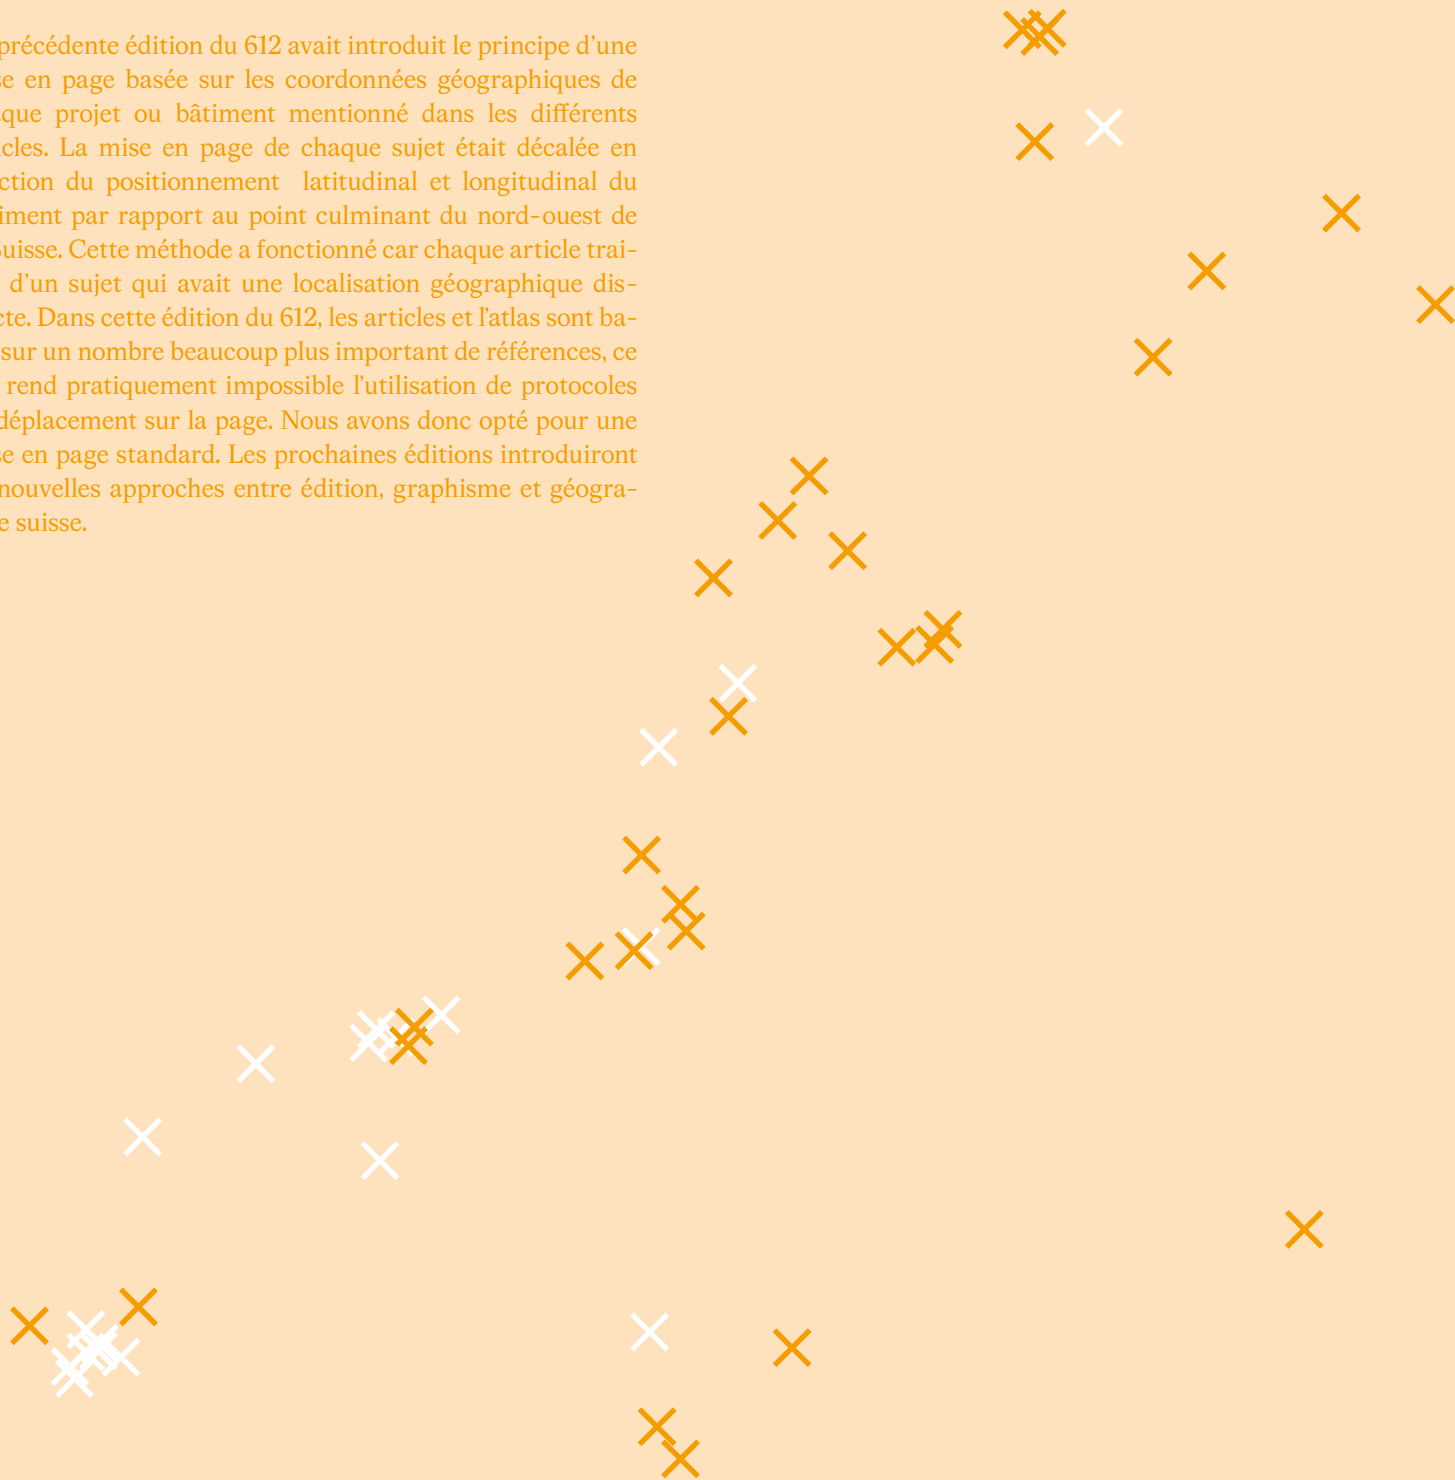 précédente édition du 612 avait introduit le principe d’une
se en page basée sur les coordonnées géographiques de
que projet ou bâtiment mentionné dans les différents
cles. La mise en page de chaque sujet était décalée en
ction du positionnement latitudinal et longitudinal du
iment par rapport au point culminant du nord-ouest de
Suisse. Cette méthode a fonctionné car chaque article trai-
d’un sujet qui avait une localisation géographique dis-
cte. Dans cette édition du 612, les articles et l’atlas sont ba-
sur un nombre beaucoup plus important de références, ce
rend pratiquement impossible l’utilisation de protocoles
déplacement sur la page. Nous avons donc opté pour une
se en page standard. Les prochaines éditions introduiront
nouvelles approches entre édition, graphisme et géogra-
e suisse.